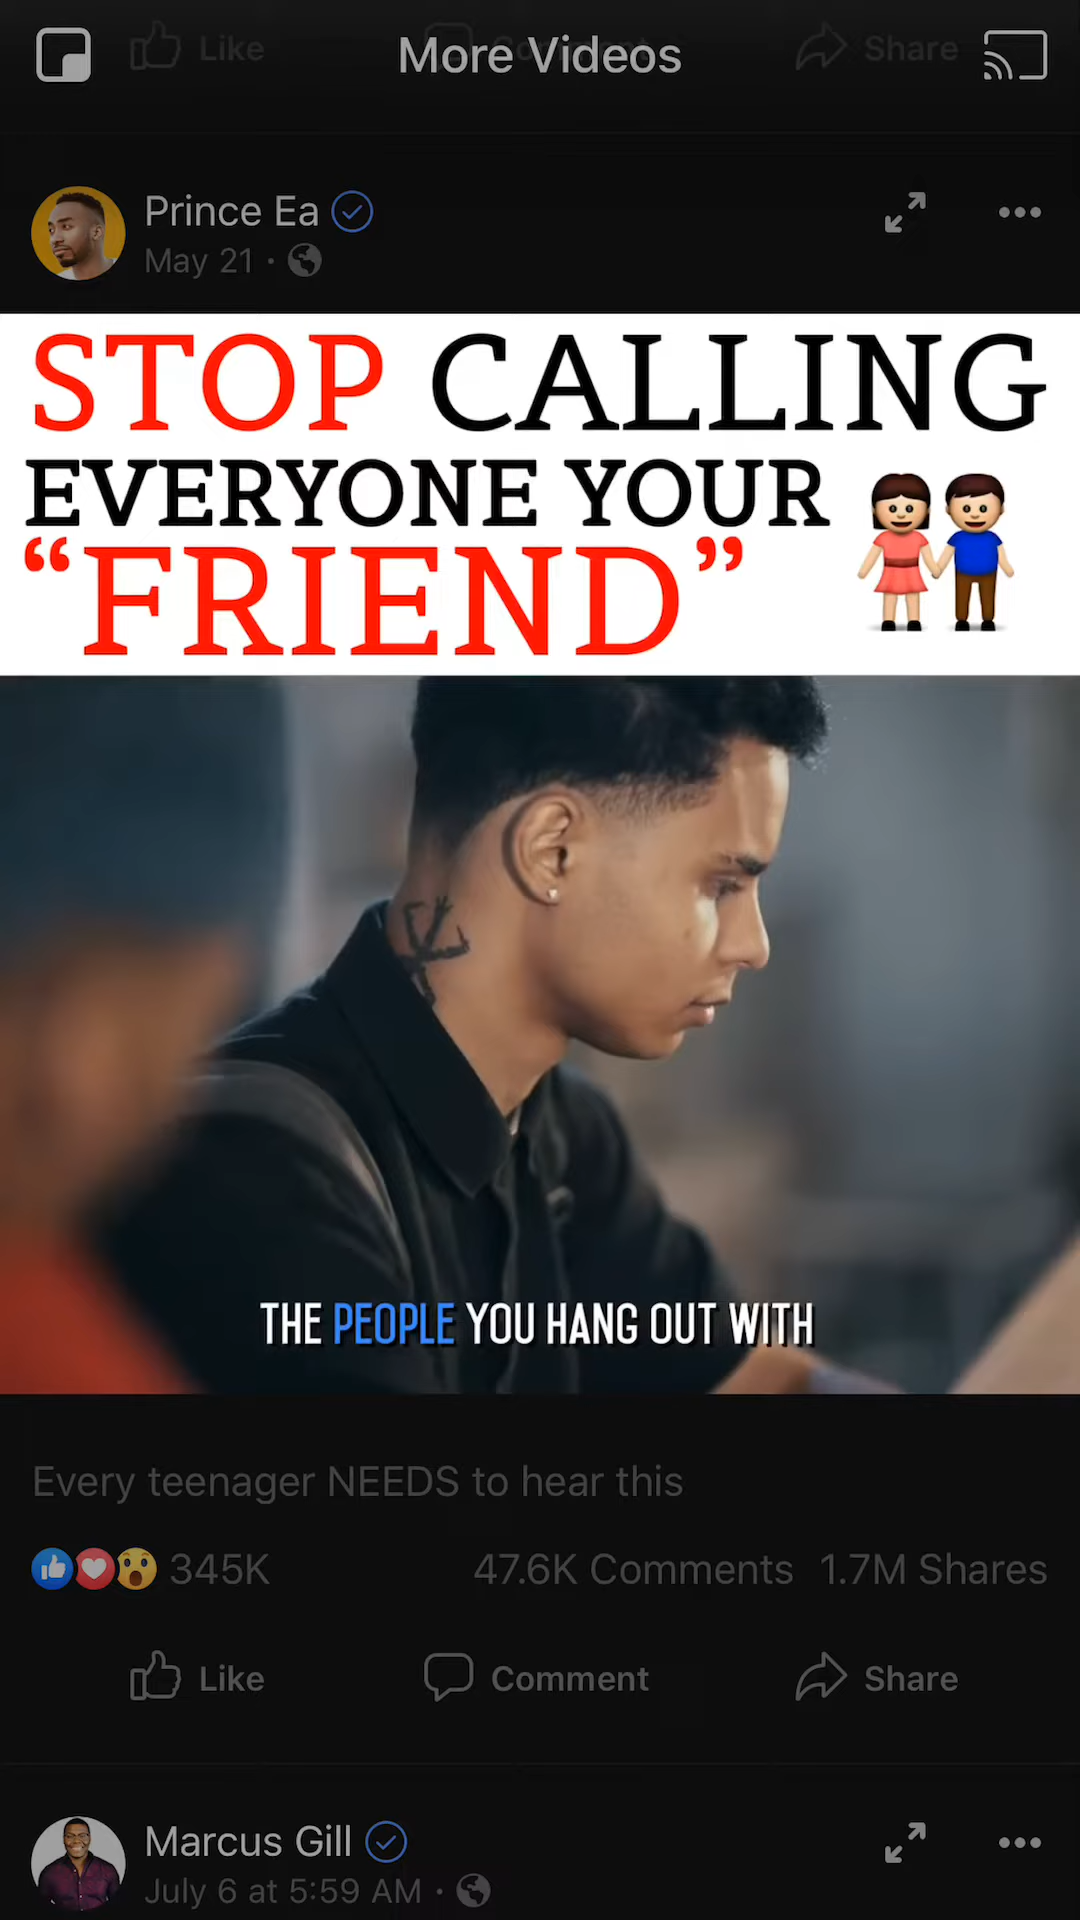 Like Share
More Videos
Prince Ea
May 21 ·
STOP CALLING
EVERYONE YOUR
“FRIEND”
THE PEOPLE YOU HANG OUT WITH
Every teenager NEEDS to hear this
345K 47.6K Comments 1.7M Shares
Like Comment Share
Marcus Gill
July 6 at 5:59 AM ·